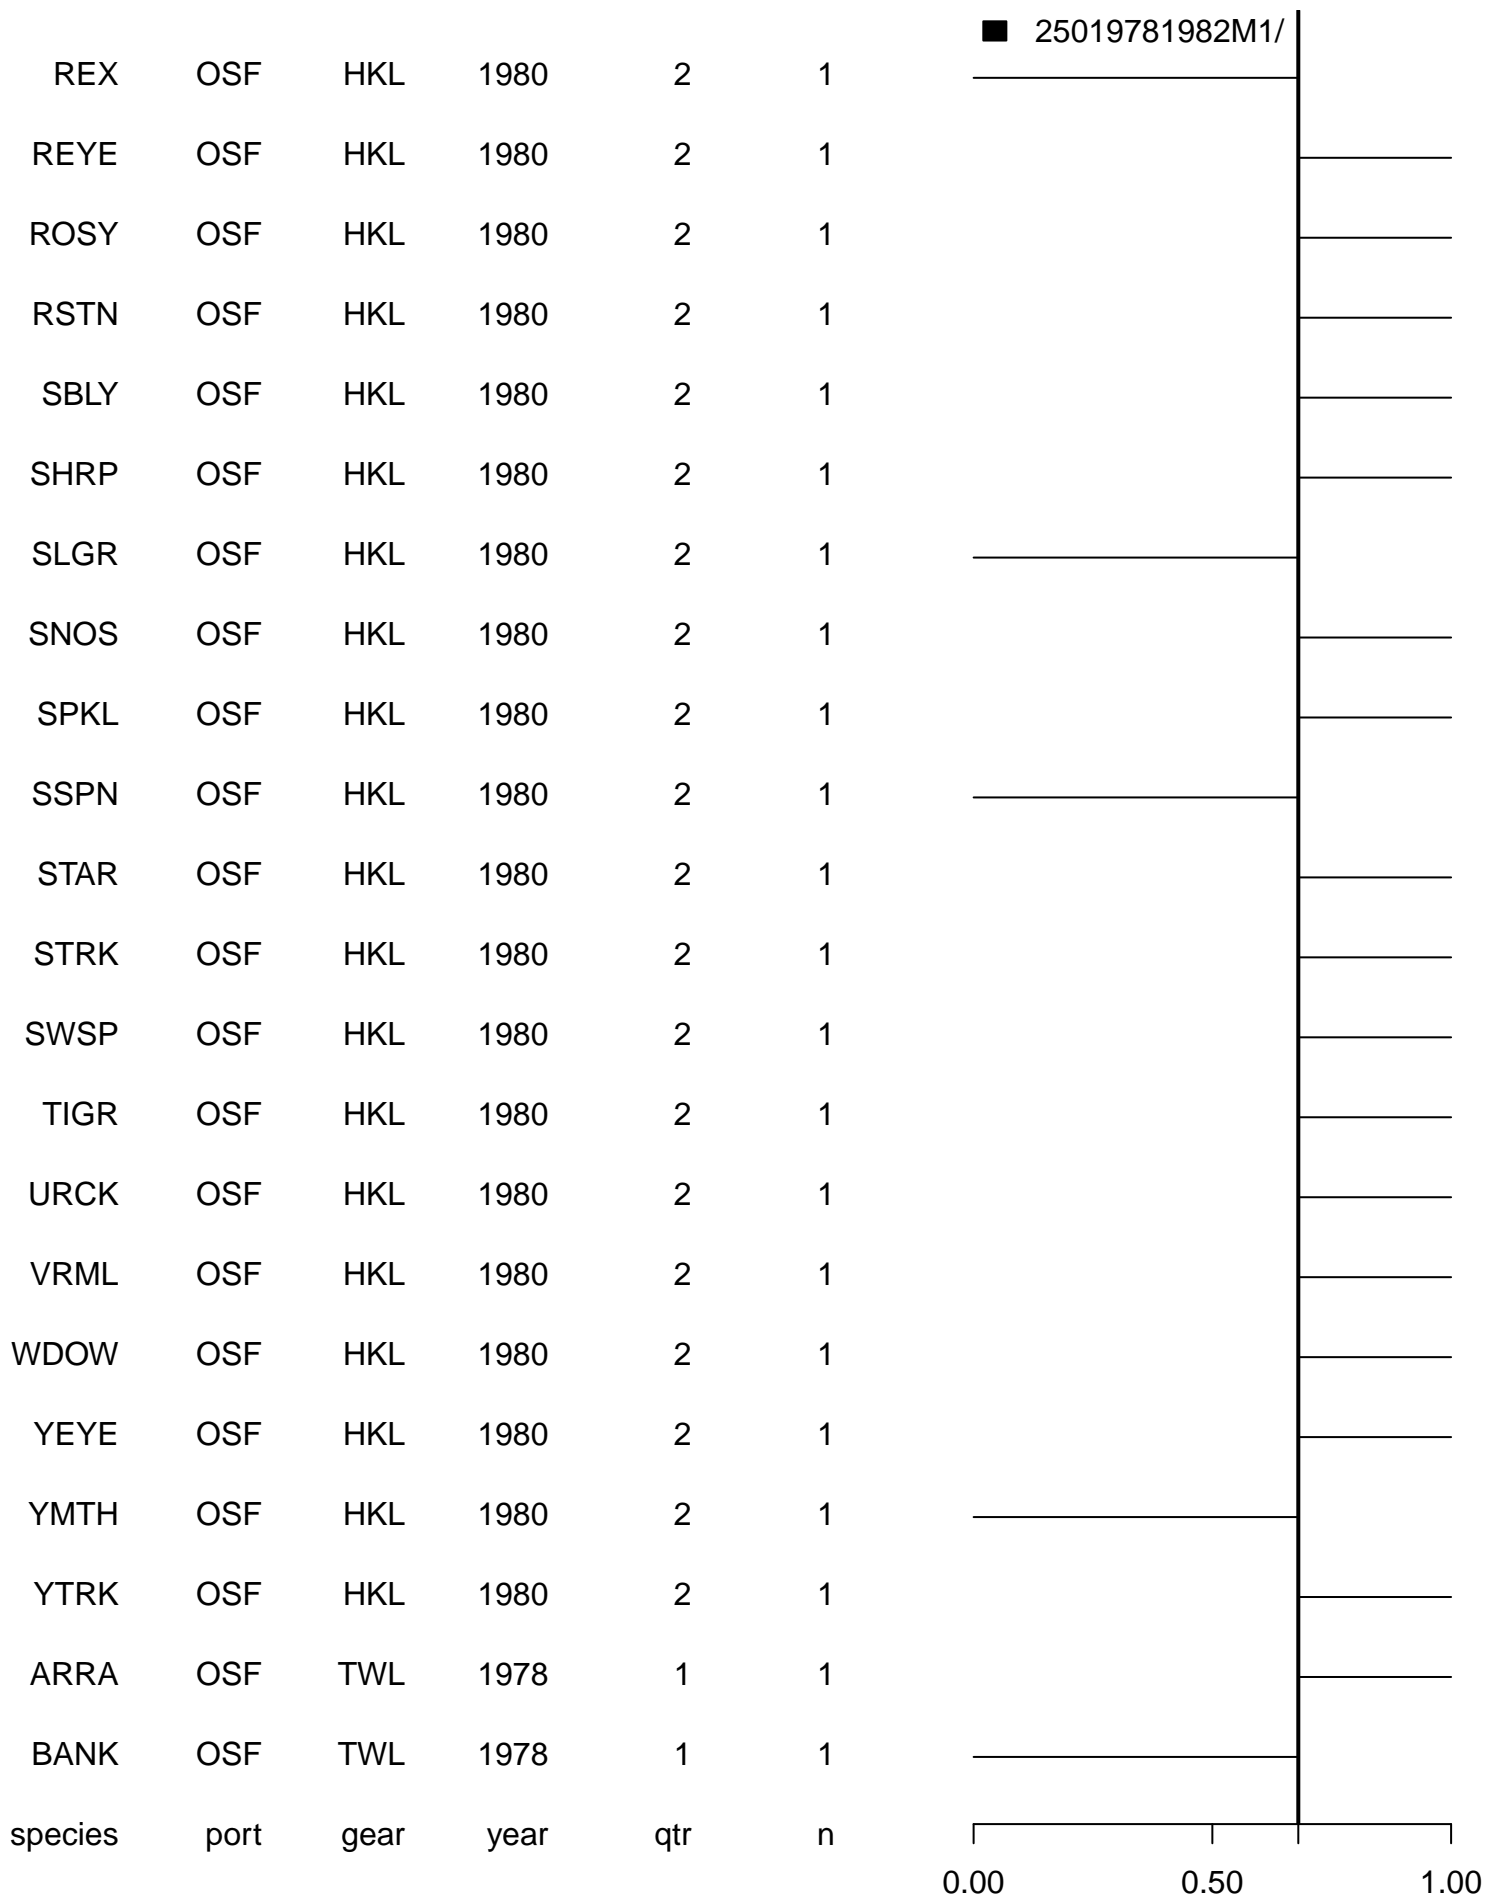 25019781982M1/
REX OSF HKL 1980 2 1
REYE OSF HKL 1980 2 1
ROSY OSF HKL 1980 2 1
RSTN OSF HKL 1980 2 1
SBLY OSF HKL 1980 2 1
SHRP OSF HKL 1980 2 1
SLGR OSF HKL 1980 2 1
SNOS OSF HKL 1980 2 1
SPKL OSF HKL 1980 2 1
SSPN OSF HKL 1980 2 1
STAR OSF HKL 1980 2 1
STRK OSF HKL 1980 2 1
SWSP OSF HKL 1980 2 1
TIGR OSF HKL 1980 2 1
URCK OSF HKL 1980 2 1
VRML OSF HKL 1980 2 1
WDOW OSF HKL 1980 2 1
YEYE OSF HKL 1980 2 1
YMTH OSF HKL 1980 2 1
YTRK OSF HKL 1980 2 1
ARRA OSF TWL 1978 1 1
BANK OSF TWL 1978 1 1
species port gear year qtr n
0.00 0.50 1.00